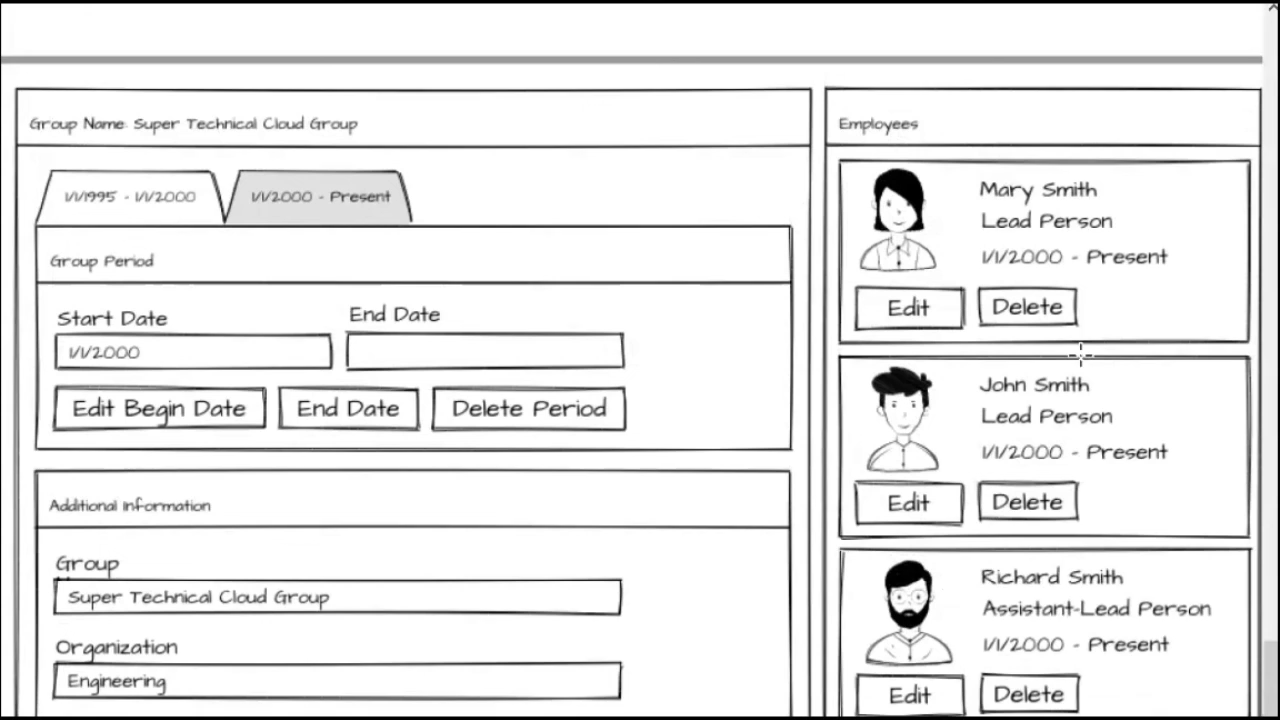 Group Name: Super Technical Cloud Group
1/1/1995 - 1/1/2000
1/1/2000 - Present
Group Period
Start Date
End Date
1/1/2000
Edit Begin Date
End Date
Delete Period
Additional Information
Group
Super Technical Cloud Group
Organization
Engineering
Employees
Mary Smith
Lead Person
1/1/2000 - Present
Edit
Delete
John Smith
Lead Person
1/1/2000 - Present
Edit
Delete
Richard Smith
Assistant-Lead Person
1/1/2000 - Present
Edit
Delete